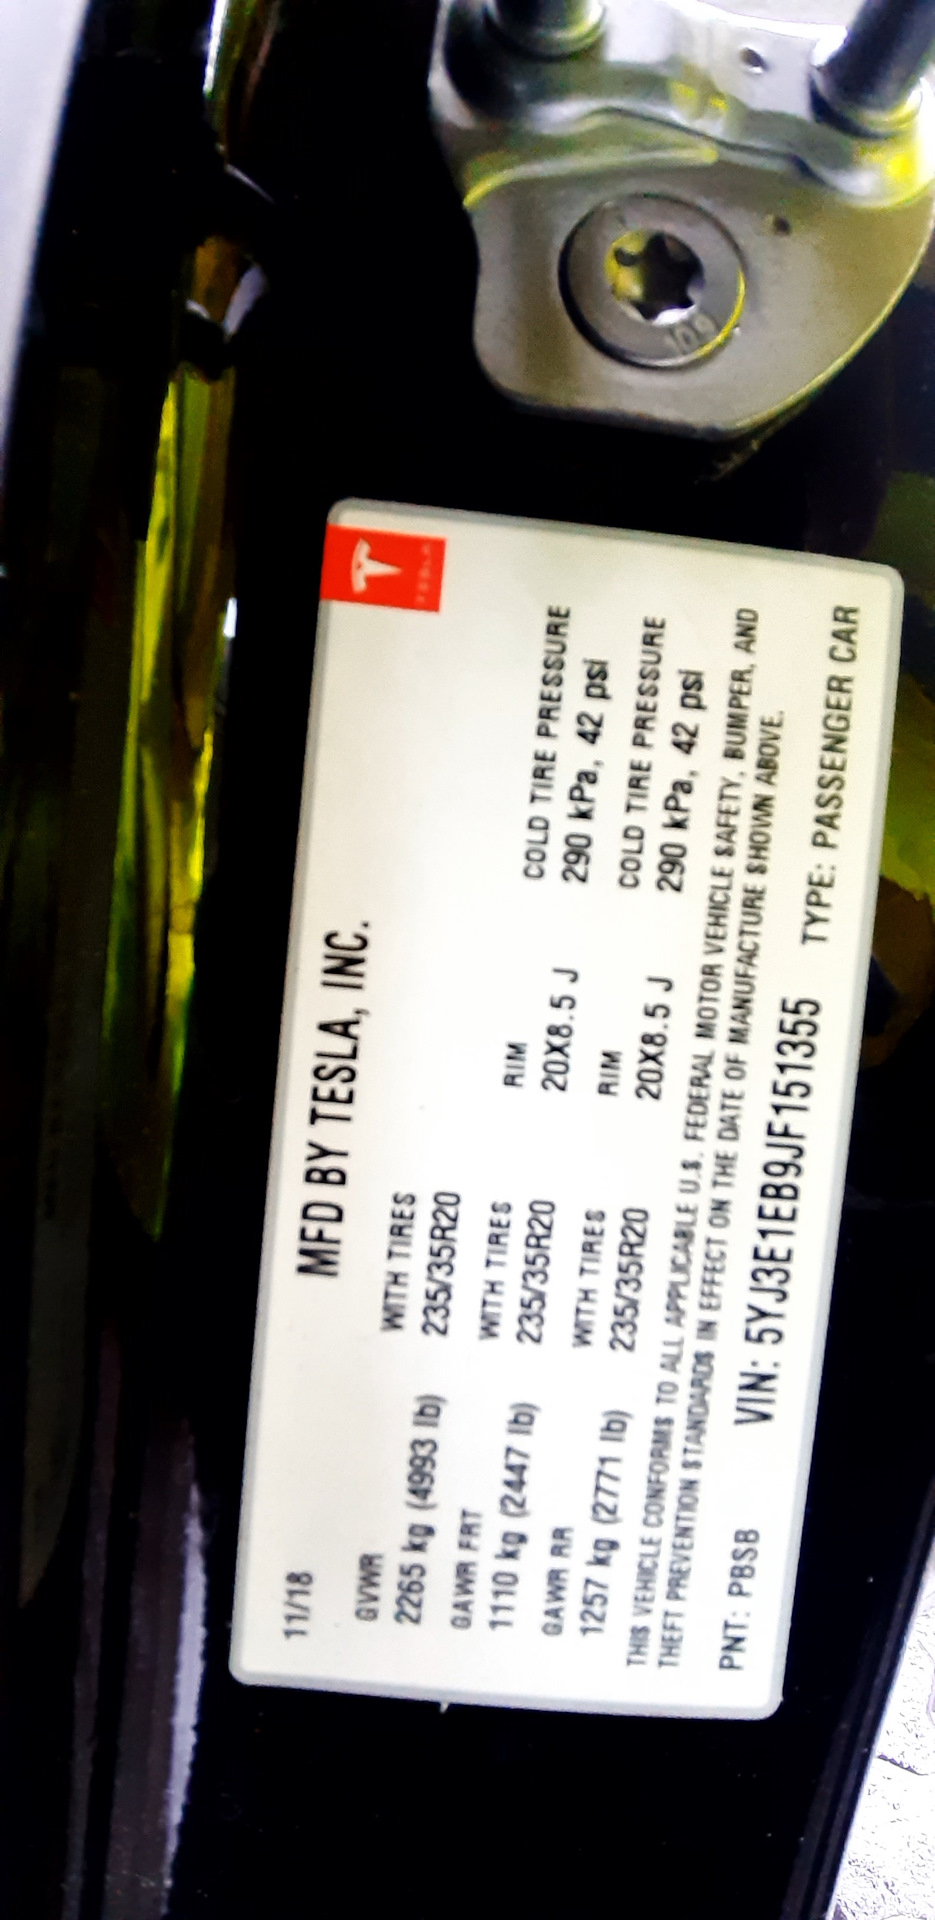 TESLA
11/18 MFD BY TESLA, INC.
GVWR WITH TIRES
2265 kg (4993 lb) 235/35R20
GAWR FRT WITH TIRES RIM COLD TIRE PRESSURE
1110 kg (2447 lb) 235/35R20 20X8.5 J 290 kPa, 42 psi
GAWR RR WITH TIRES RIM COLD TIRE PRESSURE
1257 kg (2771 lb) 235/35R20 20X8.5 J 290 kPa, 42 psi
THIS VEHICLE CONFORMS TO ALL APPLICABLE U.S. FEDERAL MOTOR VEHICLE SAFETY, BUMPER, AND
THEFT PREVENTION STANDARDS IN EFFECT ON THE DATE OF MANUFACTURE SHOWN ABOVE.
PNT: PBSB VIN: 5YJ3E1EB9JF151355 TYPE: PASSENGER CAR